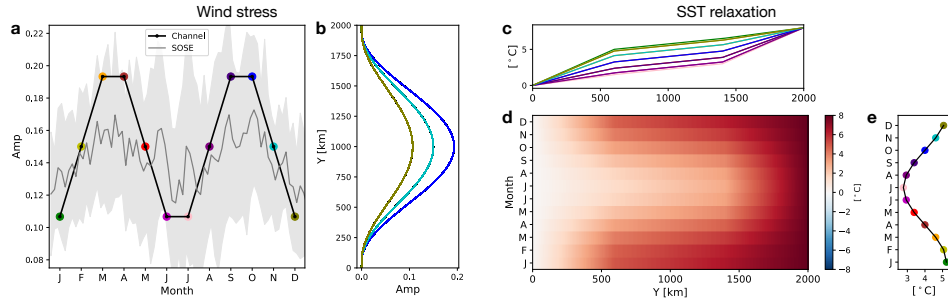 Wind stress
SST relaxation
a
0.22
0.20
0.18
0.16
0.14
0.12
0.10
0.08
Amp
Channel
SOSE
J F M A M J J A S O N D
Month
b
2000
1750
1500
1250
1000
750
500
250
0
Y [km]
0.0 0.1 0.2
Amp
c
5
0
[°C]
0 500 1000 1500 2000
d
D
N
O
S
A
J
J
M
A
M
F
J
Month
0 500 1000 1500 2000
Y [km]
8
6
4
2
0
−2
−4
−6
−8
[°C]
e
D
N
O
S
A
J
J
M
A
M
F
J
3 4 5
[°C]